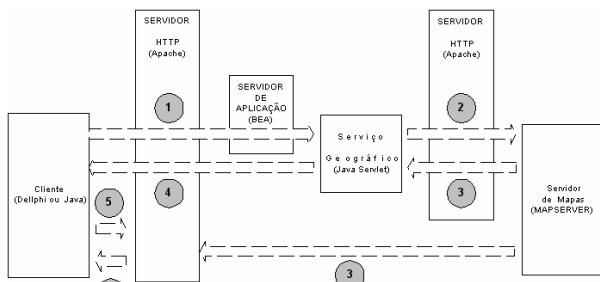 SERVIDOR
HTTP
(Apache)
SERVIDOR
HTTP
(Apache)
SERVIDOR
DE
APLICAÇÃO
(BEA)
1
2
Serviço
Geográfico
(Java Servlet)
Cliente
(Dellphi ou Java)
5
4
3
Servidor
de Mapas
(MAPSERVER)
3